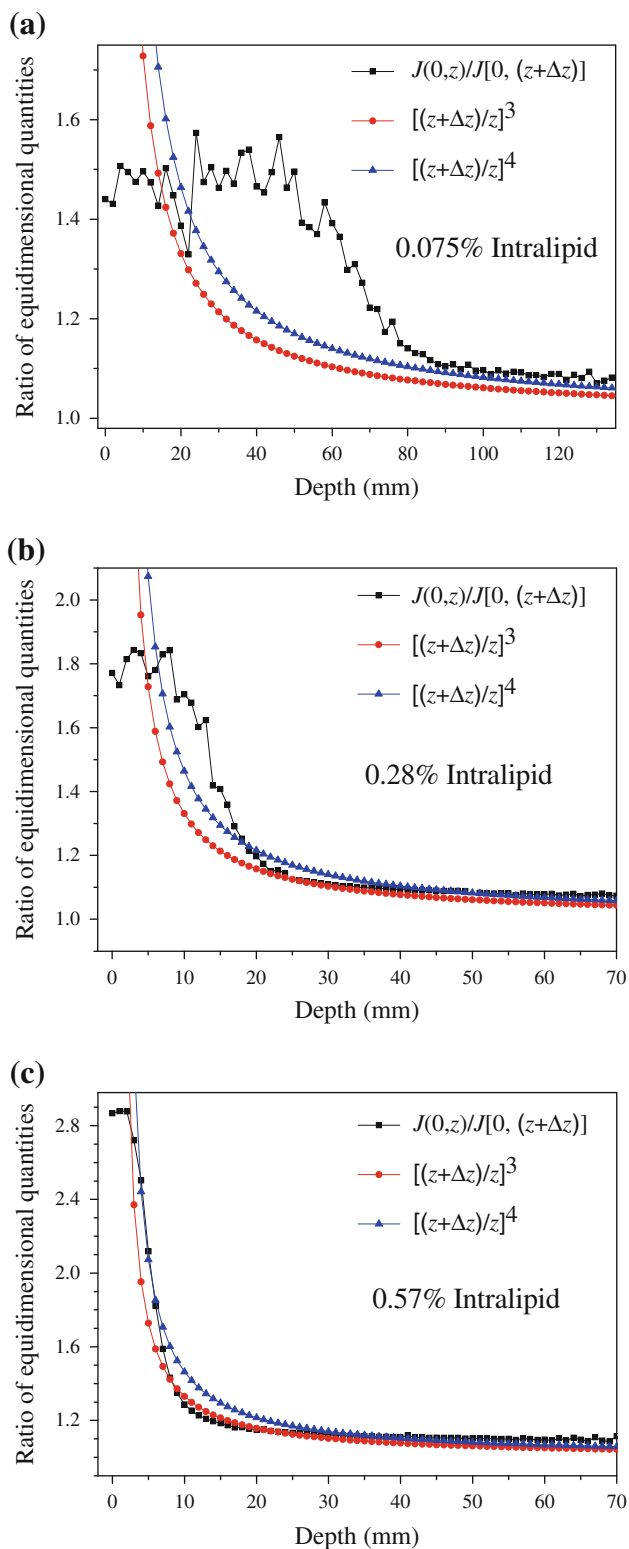 (a)
J(0,z)/J[0, (z+Δz)]
[(z+Δz)/z]3
[(z+Δz)/z]4
0.075% Intralipid
Ratio of equidimensional quantities
1.6
1.4
1.2
1.0
0 20 40 60 80 100 120
Depth (mm)
(b)
J(0,z)/J[0, (z+Δz)]
[(z+Δz)/z]3
[(z+Δz)/z]4
0.28% Intralipid
Ratio of equidimensional quantities
2.0
1.8
1.6
1.4
1.2
1.0
0 10 20 30 40 50 60 70
Depth (mm)
(c)
J(0,z)/J[0, (z+Δz)]
[(z+Δz)/z]3
[(z+Δz)/z]4
0.57% Intralipid
Ratio of equidimensional quantities
2.8
2.4
2.0
1.6
1.2
0 10 20 30 40 50 60 70
Depth (mm)